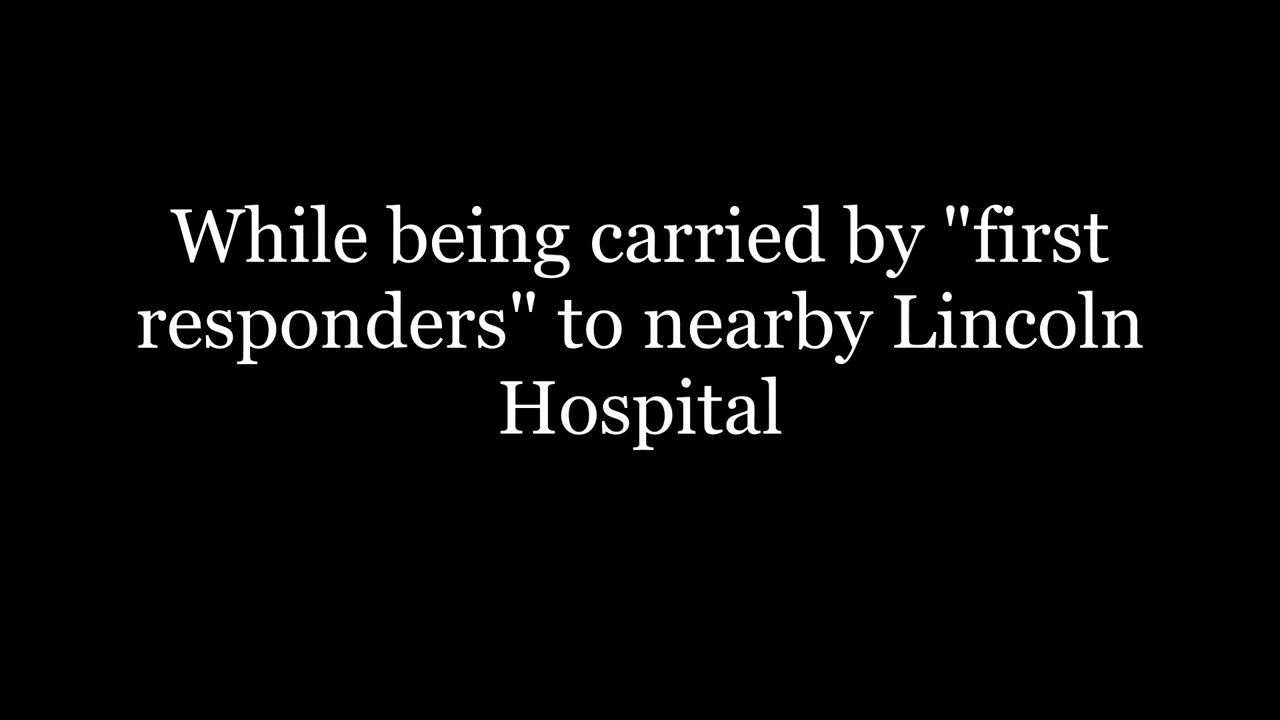 While being carried by "first
responders" to nearby Lincoln
Hospital